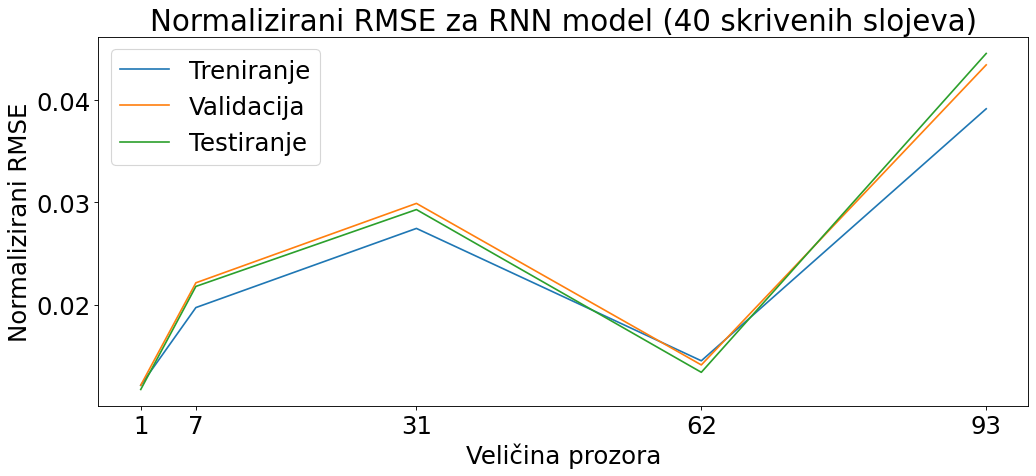 Normalizirani RMSE za RNN model (40 skrivenih slojeva)
Treniranje
Validacija
Testiranje
Normalizirani RMSE
0.04
0.03
0.02
1 7 31 62 93
Veličina prozora